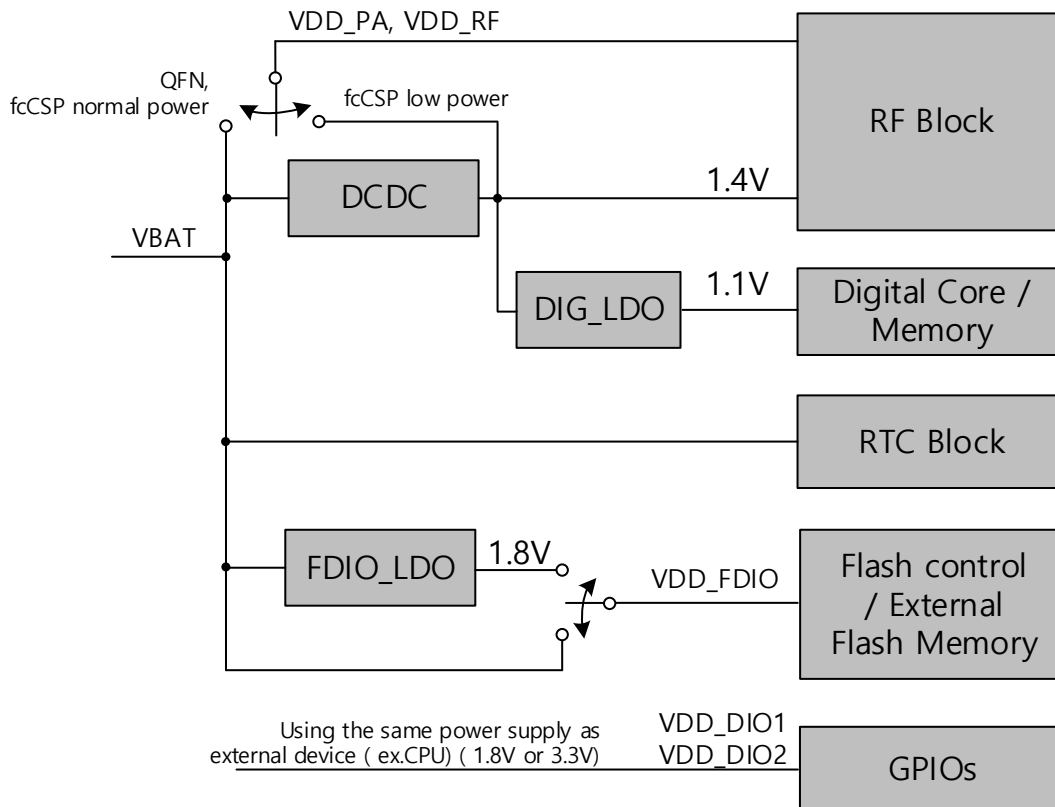 VDD_PA, VDD_RF
QFN,
fcCSP normal power
fcCSP low power
RF Block
DCDC
1.4V
VBAT
DIG_LDO
1.1V
Digital Core /
Memory
RTC Block
FDIO_LDO
1.8V
VDD_FDIO
Flash control
/ External
Flash Memory
Using the same power supply as
external device ( ex.CPU) ( 1.8V or 3.3V)
VDD_DIO1
VDD_DIO2
GPIOs